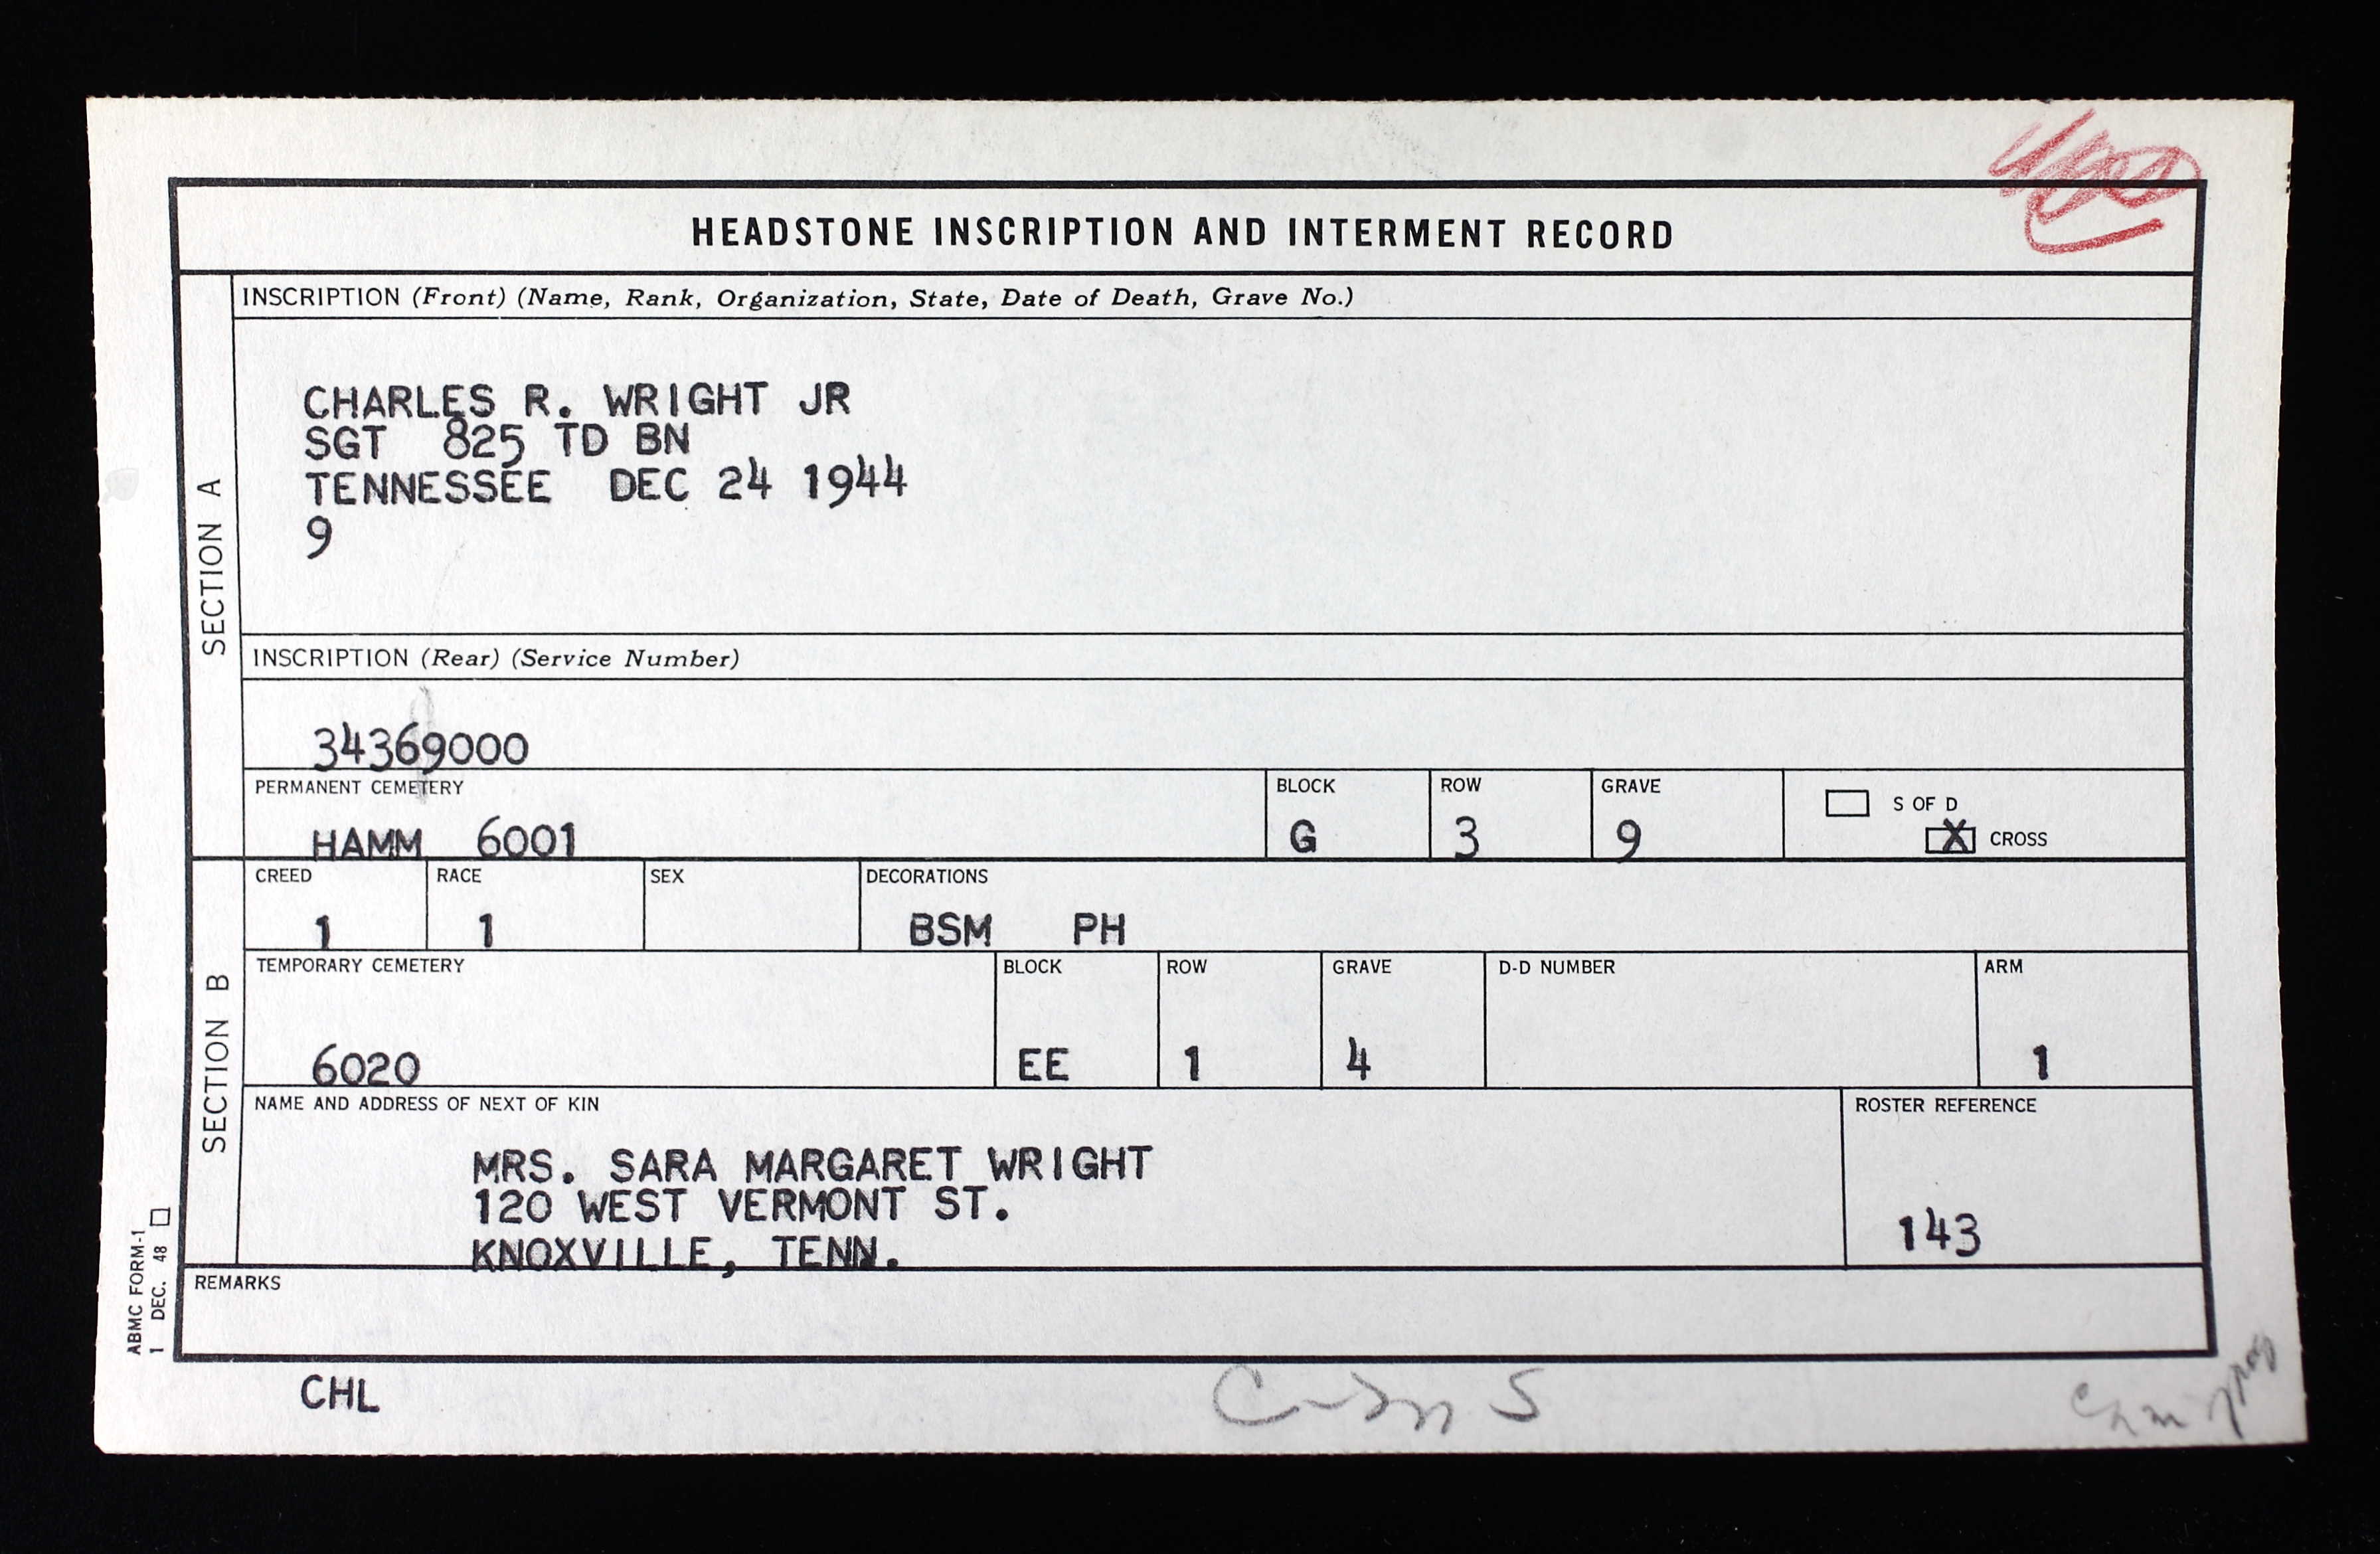 HEADSTONE INSCRIPTION AND INTERMENT RECORD
SECTION A
INSCRIPTION (Front) (Name, Rank, Organization, State, Date of Death, Grave No.)
CHARLES R. WRIGHT JR
SGT 825 TD BN
TENNESSEE DEC 24 1944
9
INSCRIPTION (Rear) (Service Number)
34369000
PERMANENT CEMETERY BLOCK ROW GRAVE S OF D
HAMM 6001 G 3 9 X CROSS
SECTION B
CREED RACE SEX DECORATIONS
1 1 BSM PH
TEMPORARY CEMETERY BLOCK ROW GRAVE D-D NUMBER ARM
6020 EE 1 4 1
NAME AND ADDRESS OF NEXT OF KIN ROSTER REFERENCE
MRS. SARA MARGARET WRIGHT
120 WEST VERMONT ST.
KNOXVILLE, TENN.
143
REMARKS
ABMC FORM-1
1 DEC. 48
CHL